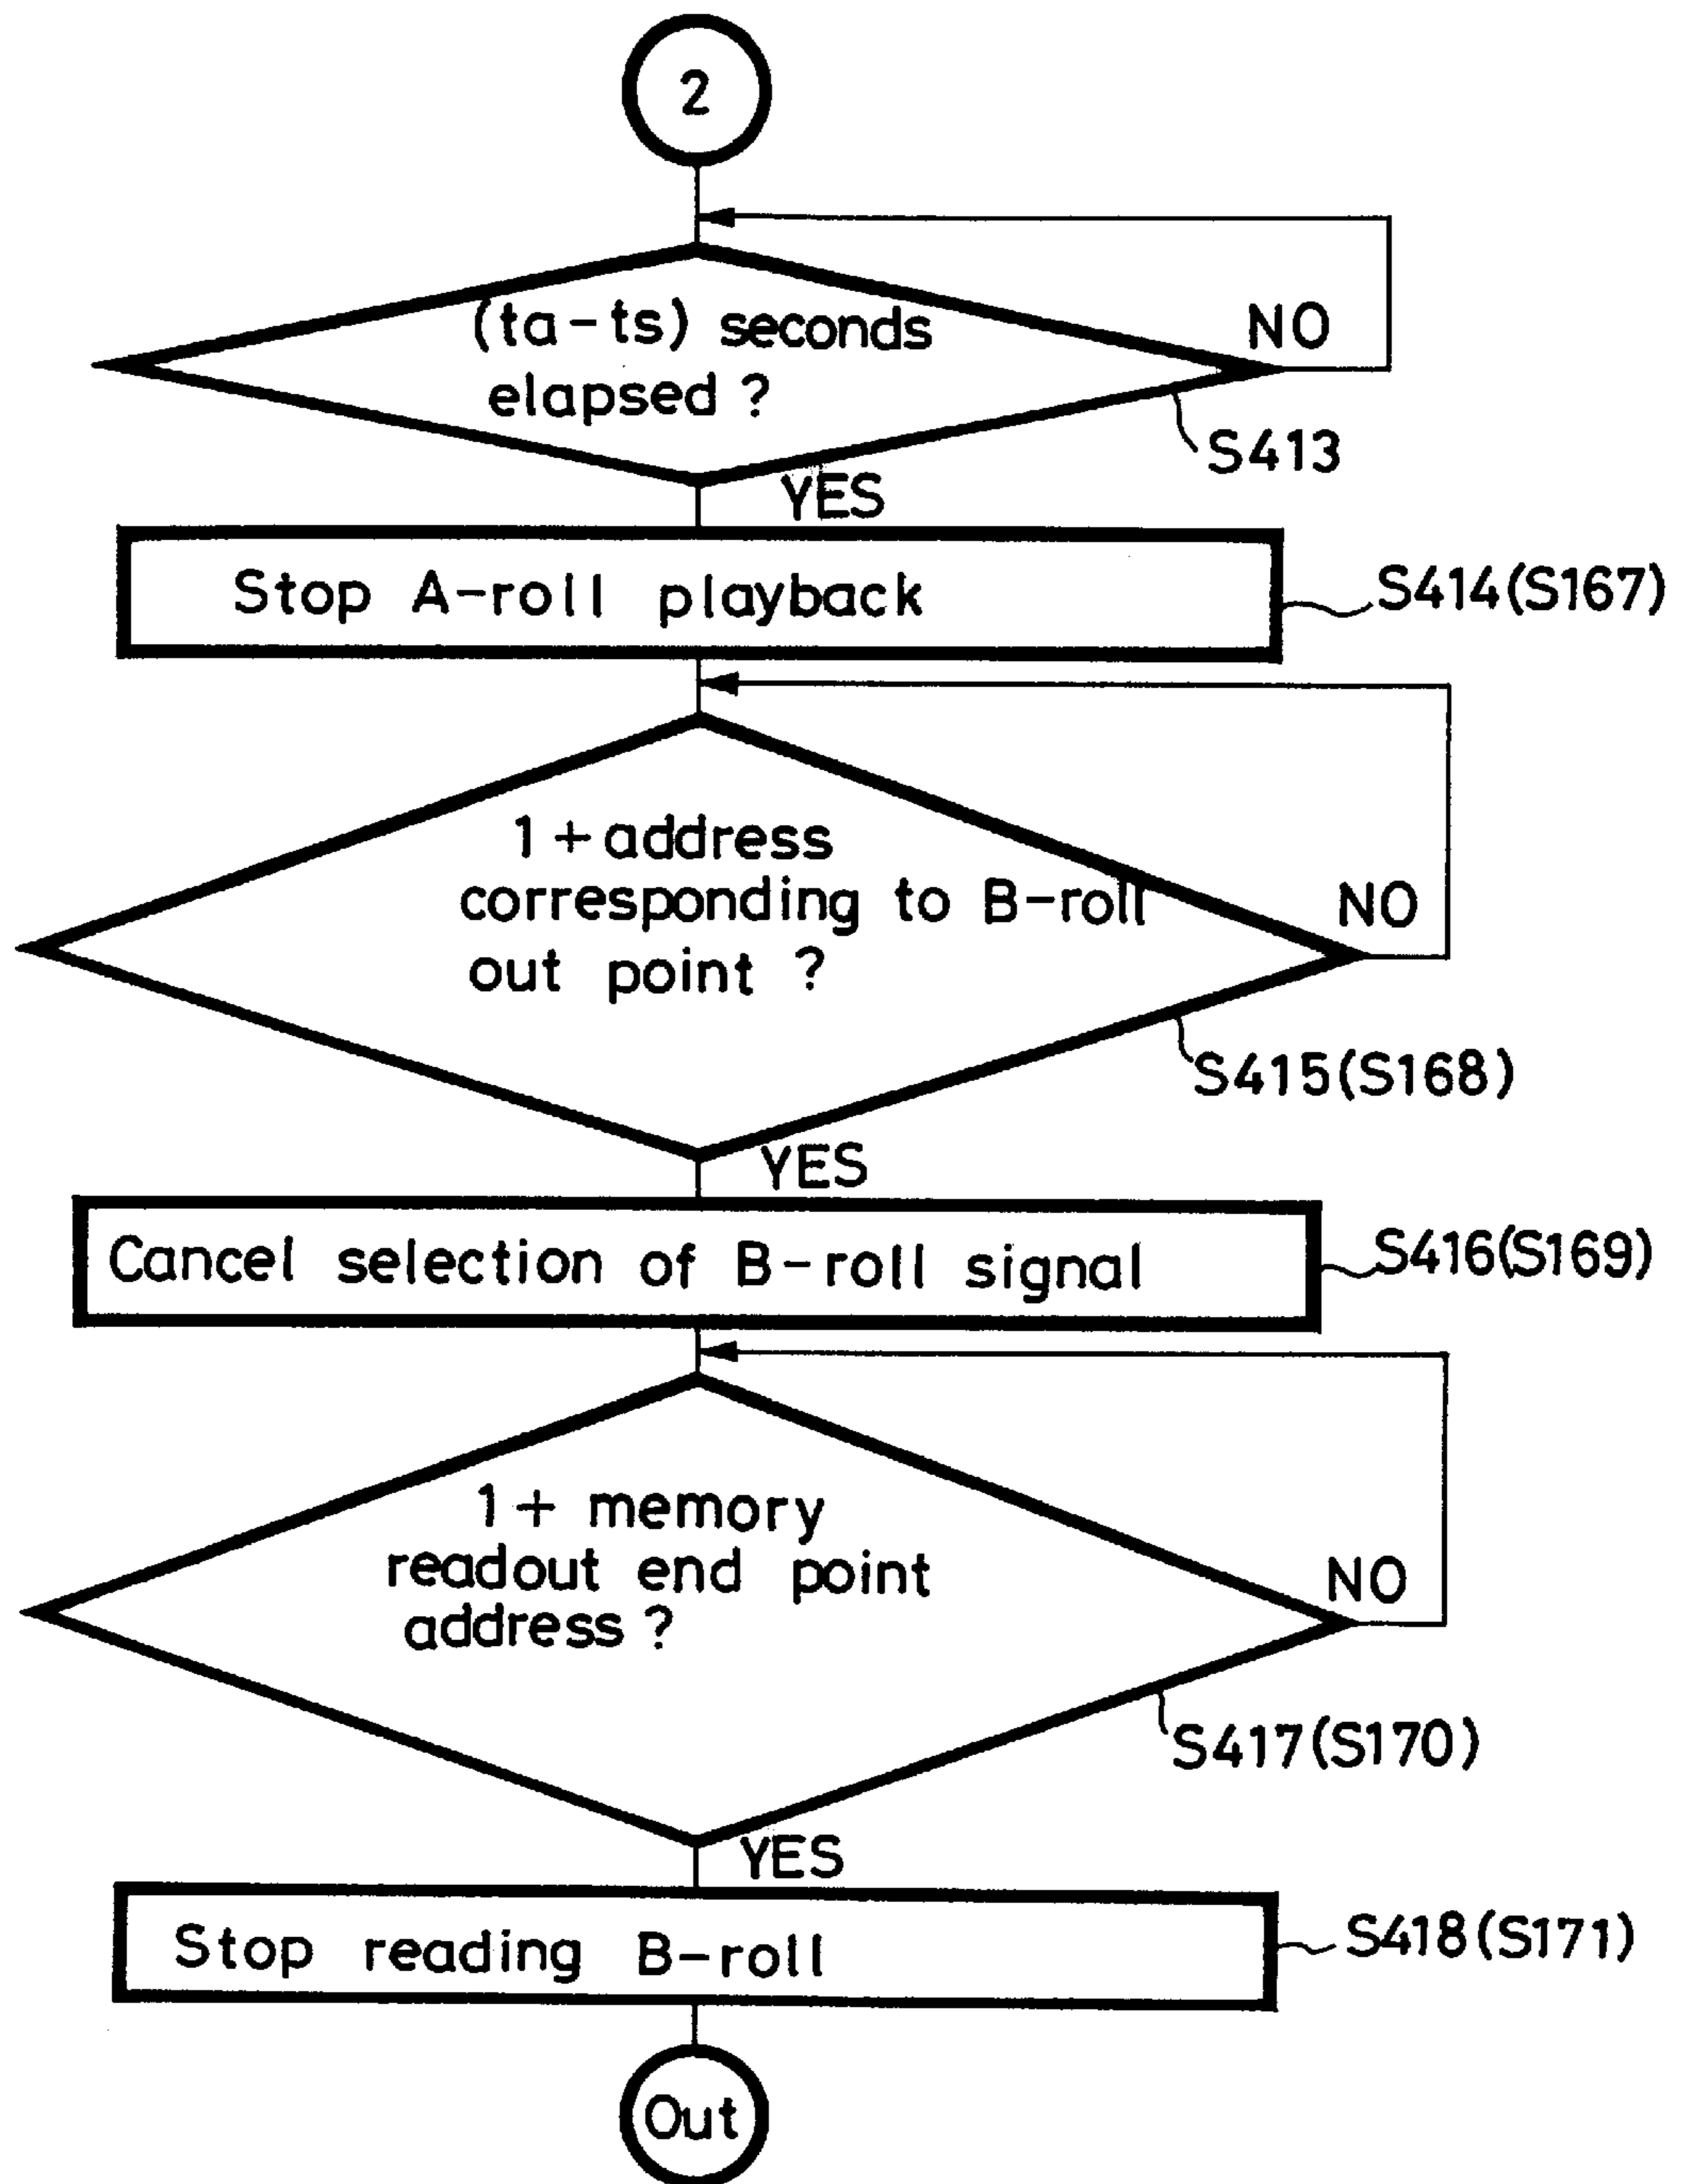 2
(ta-ts) seconds
elapsed ?
NO
S413
YES
Stop A-roll playback
S414(S167)
1+address
corresponding to B-roll
out point ?
NO
S415(S168)
YES
Cancel selection of B-roll signal
S416(S169)
1+ memory
readout end point
address ?
NO
S417(S170)
YES
Stop reading B-roll
S418(S171)
Out